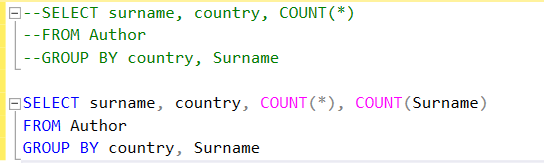 --SELECT surname, country, COUNT(*)
--FROM Author
--GROUP BY country, Surname
SELECT surname, country, COUNT(*), COUNT(Surname)
FROM Author
GROUP BY country, Surname